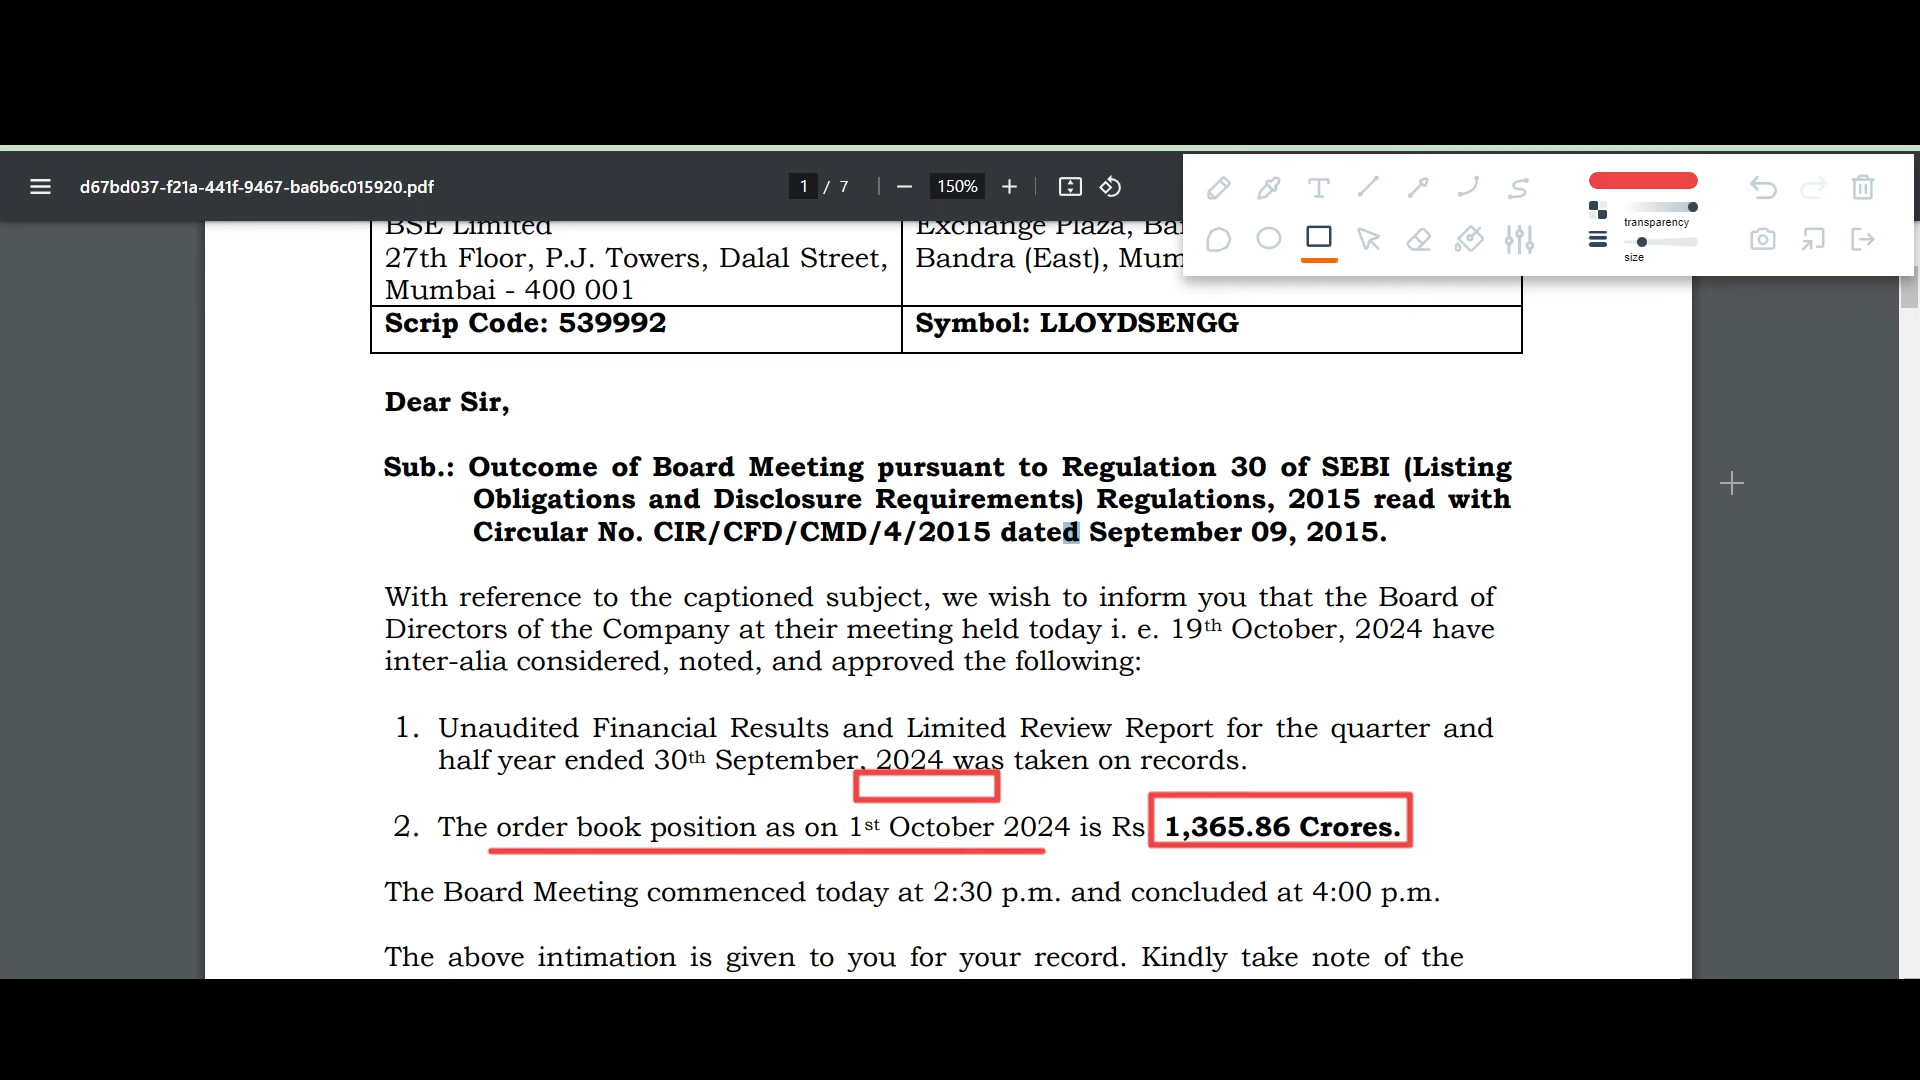 d67bd037-f21a-441f-9467-ba6b6c015920.pdf
1 / 7
150%
transparency
size
BSE Limited
27th Floor, P.J. Towers, Dalal Street,
Mumbai - 400 001
Exchange Plaza,
Bandra (East),
Scrip Code: 539992
Symbol: LLOYDSENGG
Dear Sir,
Sub.: Outcome of Board Meeting pursuant to Regulation 30 of SEBI (Listing
Obligations and Disclosure Requirements) Regulations, 2015 read with
Circular No. CIR/CFD/CMD/4/2015 dated September 09, 2015.
With reference to the captioned subject, we wish to inform you that the Board of
Directors of the Company at their meeting held today i. e. 19th October, 2024 have
inter-alia considered, noted, and approved the following:
1. Unaudited Financial Results and Limited Review Report for the quarter and
half year ended 30th September, 2024 was taken on records.
2. The order book position as on 1st October 2024 is Rs. 1,365.86 Crores.
The Board Meeting commenced today at 2:30 p.m. and concluded at 4:00 p.m.
The above intimation is given to you for your record. Kindly take note of the